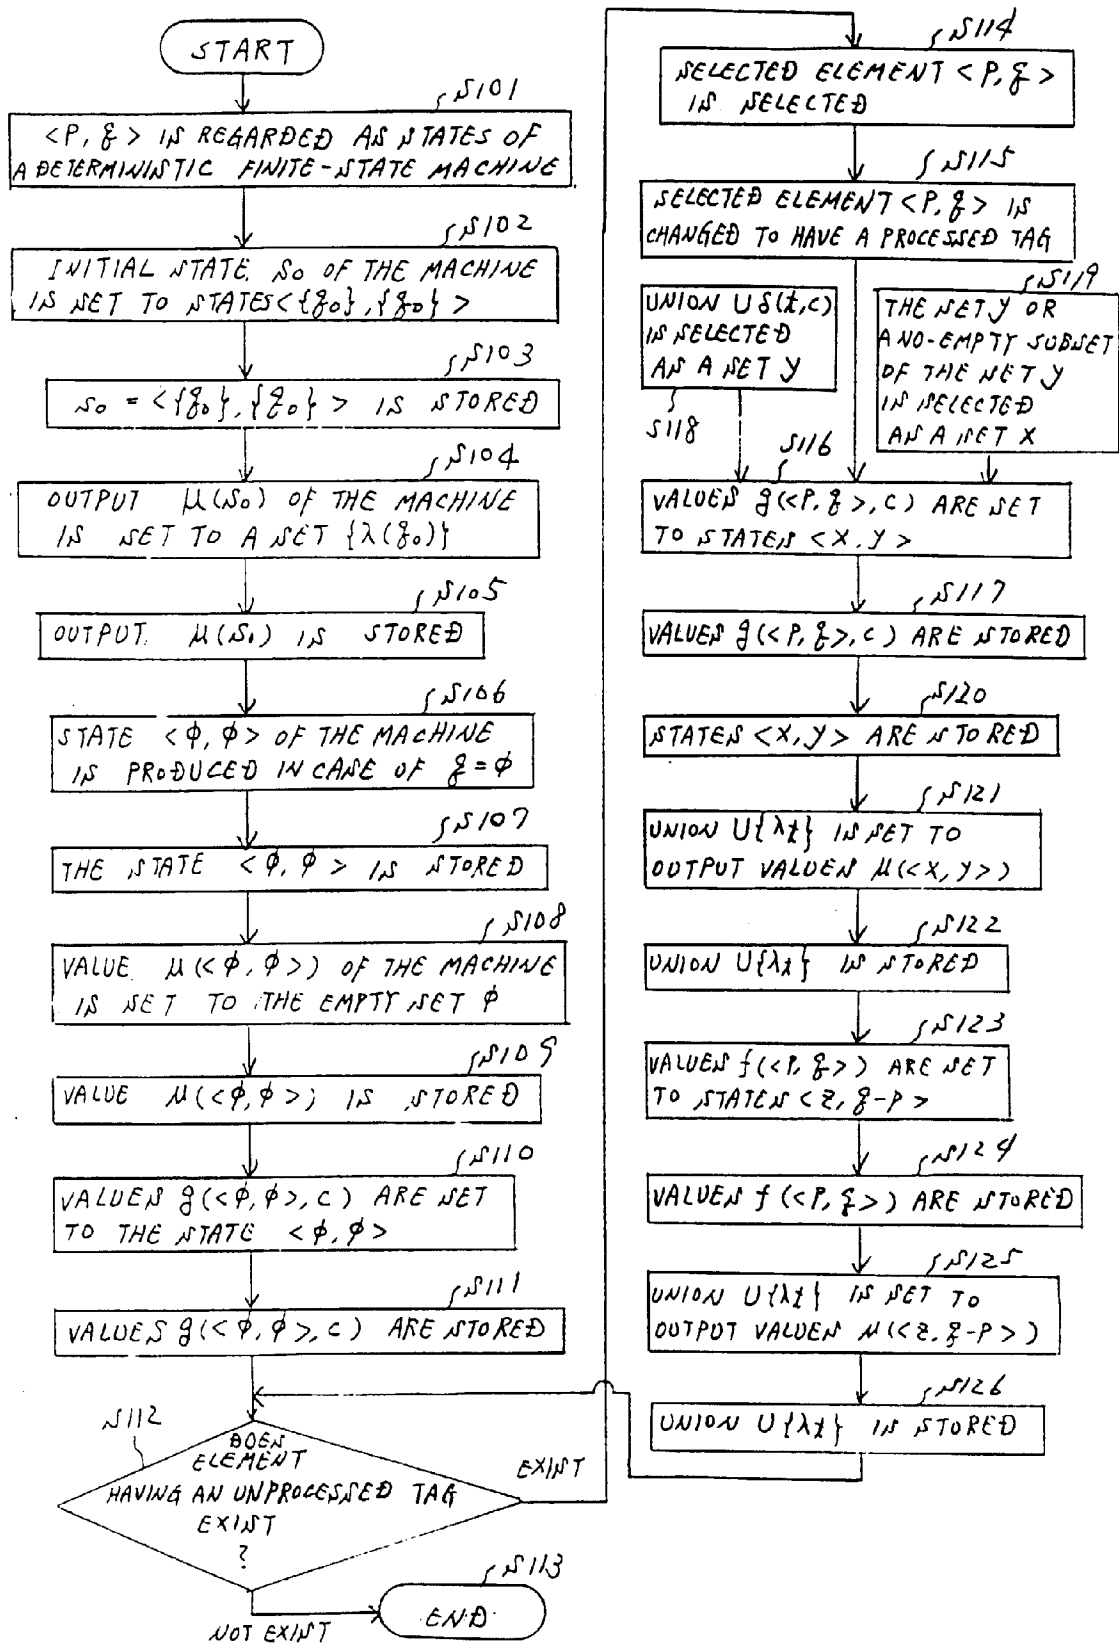 START
S101
<P, q> IS REGARDED AS STATES OF
A DETERMINISTIC FINITE-STATE MACHINE
S102
INITIAL STATE S0 OF THE MACHINE
IS SET TO STATES <{q0}, {q0}>
S103
S0 = <{q0}, {q0}> IS STORED
S104
OUTPUT μ(S0) OF THE MACHINE
IS SET TO A SET {λ(q0)}
S105
OUTPUT μ(S0) IS STORED
S106
STATE <φ, φ> OF THE MACHINE
IS PRODUCED IN CASE OF q=φ
S107
THE STATE <φ, φ> IS STORED
S108
VALUE μ(<φ, φ>) OF THE MACHINE
IS SET TO THE EMPTY SET φ
S109
VALUE μ(<φ, φ>) IS STORED
S110
VALUES g(<φ, φ>, C) ARE SET
TO THE STATE <φ, φ>
S111
VALUES g(<φ, φ>, C) ARE STORED
S112
DOES
ELEMENT
HAVING AN UNPROCESSED TAG
EXIST
?
EXIST
NOT EXIST
S113
END
S114
SELECTED ELEMENT <P, q>
IS SELECTED
S115
SELECTED ELEMENT <P, q> IS
CHANGED TO HAVE A PROCESSED TAG
UNION U δ(t, c)
IS SELECTED
AS A SET Y
S118
S119
THE SET Y OR
A NO-EMPTY SUBSET
OF THE SET Y
IS SELECTED
AS A SET X
S116
VALUES g(<P, q>, C) ARE SET
TO STATES <X, Y>
S117
VALUES g(<P, q>, C) ARE STORED
S120
STATES <X, Y> ARE STORED
S121
UNION U{λt} IS SET TO
OUTPUT VALUES μ(<X, Y>)
S122
UNION U{λt} IS STORED
S123
VALUES f(<P, q>) ARE SET
TO STATES <Z, q-P>
S124
VALUES f(<P, q>) ARE STORED
S125
UNION U{λt} IS SET TO
OUTPUT VALUES μ(<Z, q-P>)
S126
UNION U{λt} IS STORED